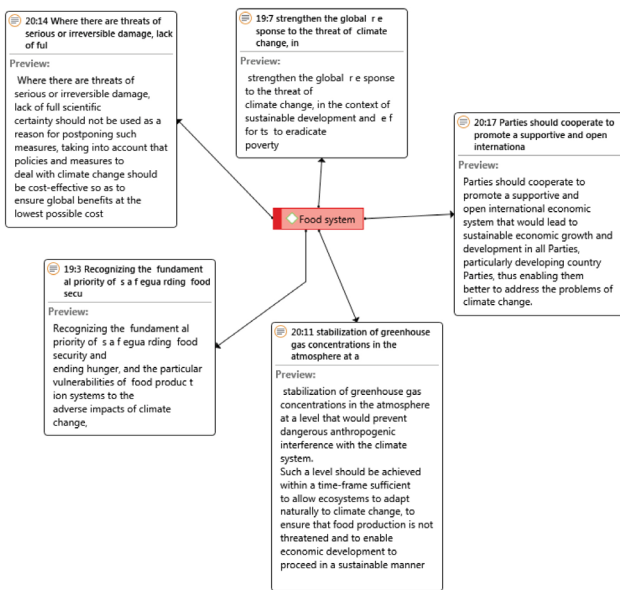 20:14 Where there are threats of
serious or irreversible damage, lack
of ful
Preview:
Where there are threats of
serious or irreversible damage,
lack of full scientific
certainty should not be used as a
reason for postponing such
measures, taking into account that
policies and measures to
deal with climate change should
be cost-effective so as to
ensure global benefits at the
lowest possible cost
19:7 strengthen the global r e
sponse to the threat of climate
change, in
Preview:
strengthen the global r e sponse
to the threat of
climate change, in the context of
sustainable development and e f
for ts to eradicate
poverty
20:17 Parties should cooperate to
promote a supportive and open
internationa
Preview:
Parties should cooperate to
promote a supportive and
open international economic
system that would lead to
sustainable economic growth and
development in all Parties,
particularly developing country
Parties, thus enabling them
better to address the problems of
climate change.
Food system
19:3 Recognizing the fundament
al priority of s a f egua rding food
secu
Preview:
Recognizing the fundament al
priority of s a f egua rding food
security and
ending hunger, and the particular
vulnerabilities of food produc t
ion systems to the
adverse impacts of climate
change,
20:11 stabilization of greenhouse
gas concentrations in the
atmosphere at a
Preview:
stabilization of greenhouse gas
concentrations in the atmosphere
at a level that would prevent
dangerous anthropogenic
interference with the climate
system.
Such a level should be achieved
within a time-frame sufficient
to allow ecosystems to adapt
naturally to climate change, to
ensure that food production is not
threatened and to enable
economic development to
proceed in a sustainable manner